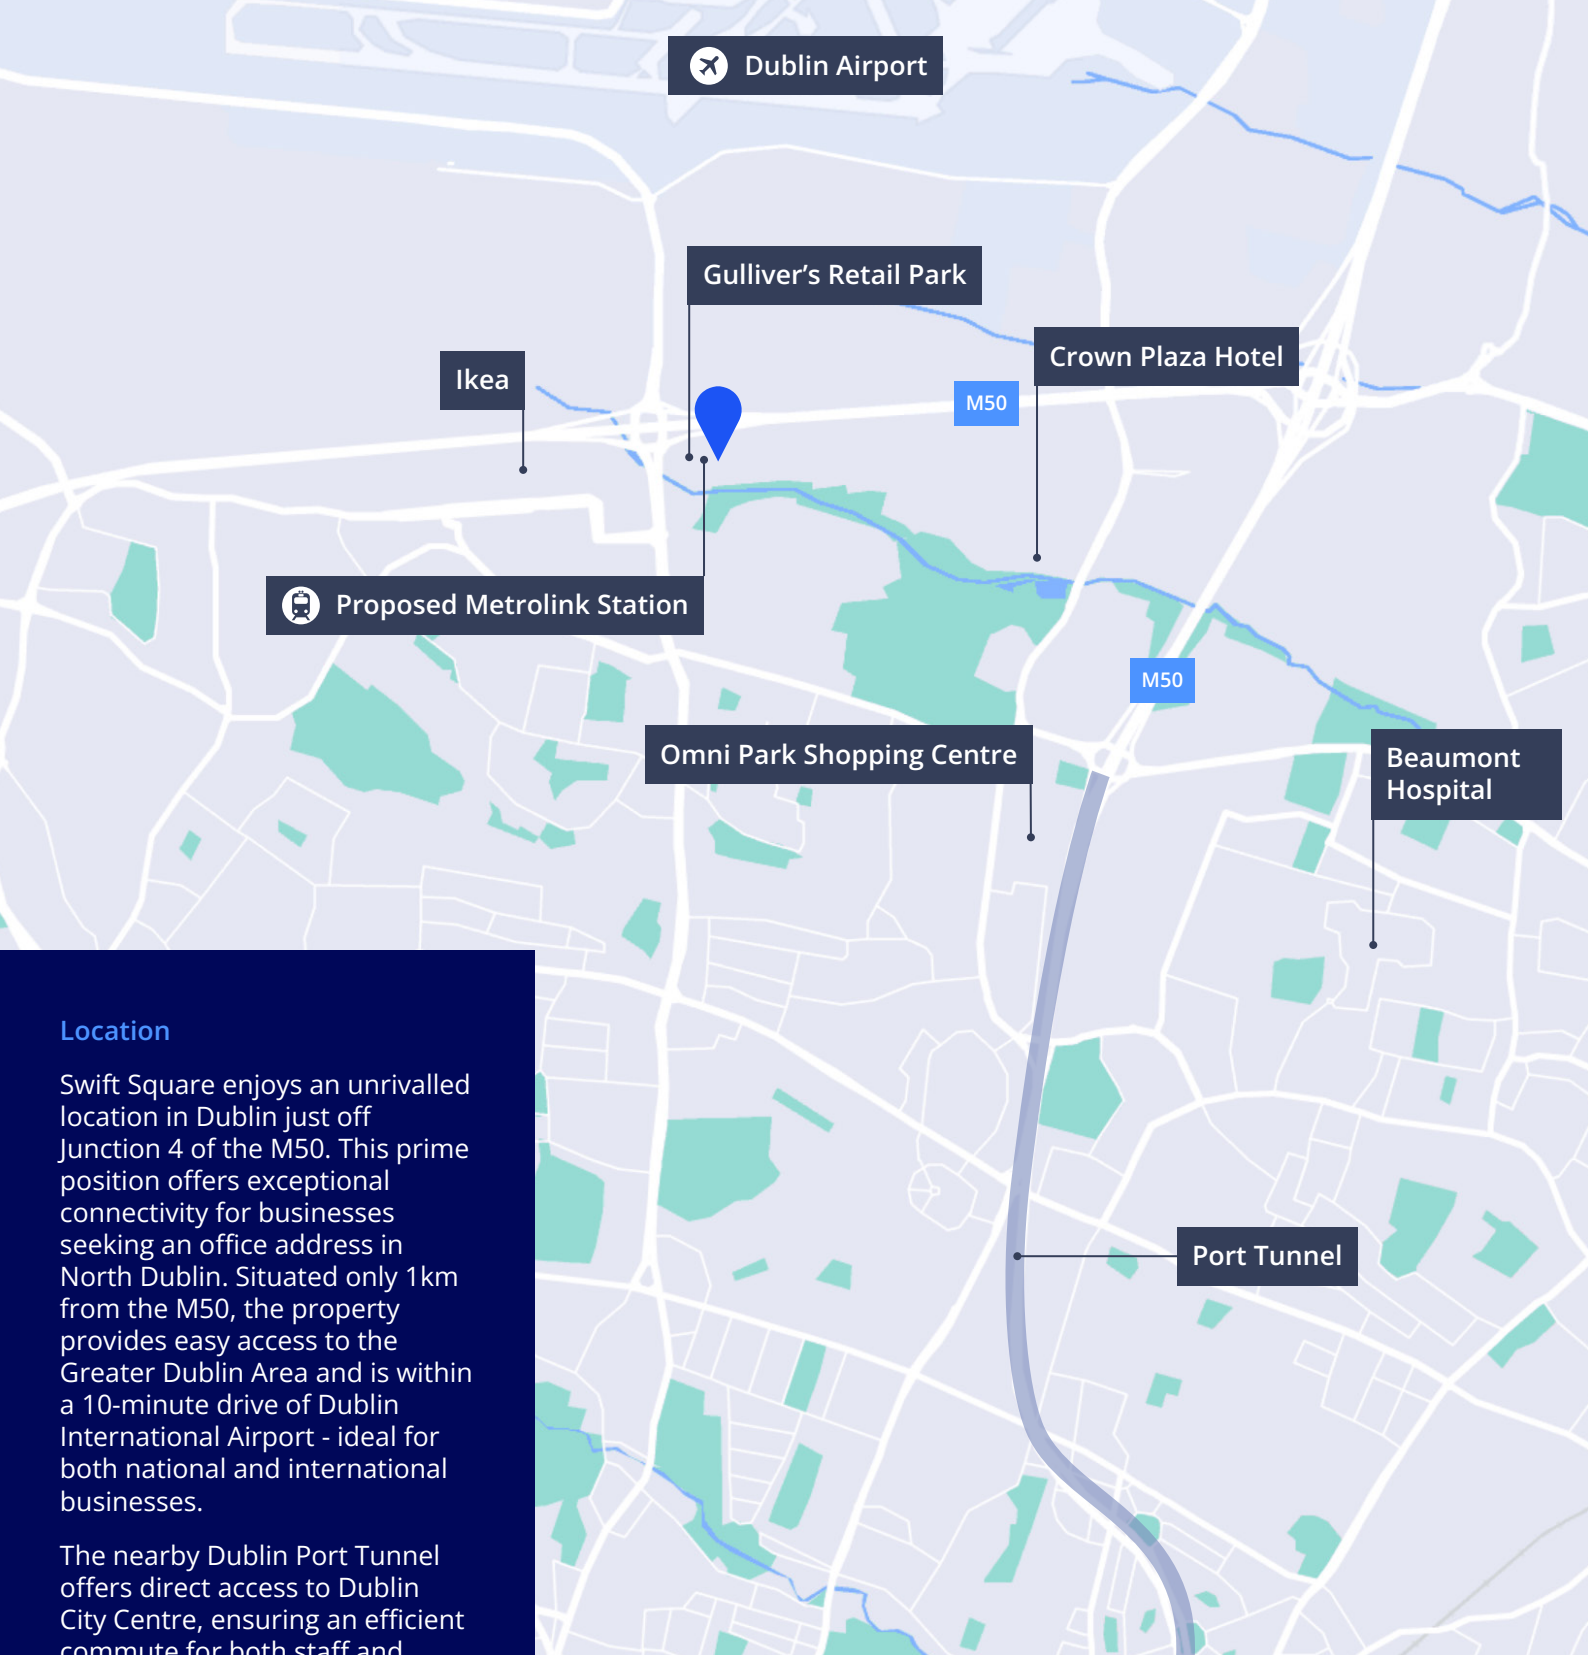 Dublin Airport
Gulliver’s Retail Park
Crown Plaza Hotel
Ikea
M50
Proposed Metrolink Station
M50
Omni Park Shopping Centre
Beaumont
Hospital
Port Tunnel
Location
Swift Square enjoys an unrivalled
location in Dublin just off
Junction 4 of the M50. This prime
position offers exceptional
connectivity for businesses
seeking an office address in
North Dublin. Situated only 1km
from the M50, the property
provides easy access to the
Greater Dublin Area and is within
a 10-minute drive of Dublin
International Airport - ideal for
both national and international
businesses.
The nearby Dublin Port Tunnel
offers direct access to Dublin
City Centre, ensuring an efficient
commute for both staff and